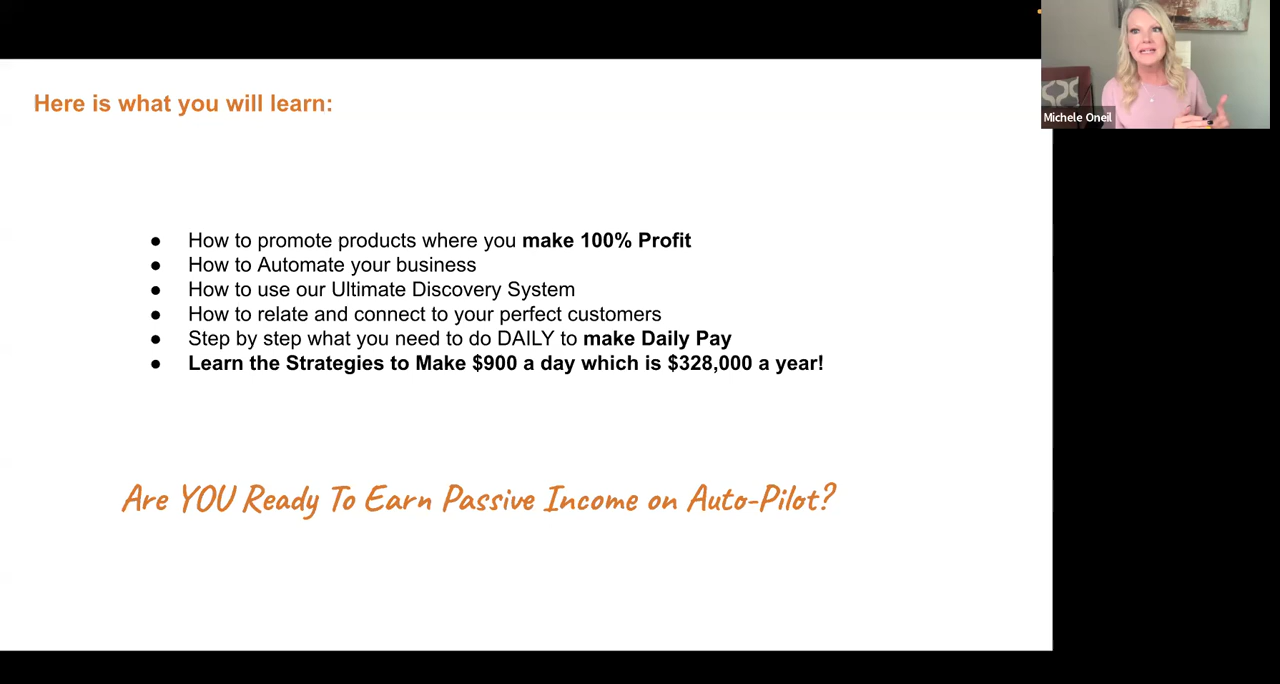 Here is what you will learn:
Michele Oneil
● How to promote products where you make 100% Profit
● How to Automate your business
● How to use our Ultimate Discovery System
● How to relate and connect to your perfect customers
● Step by step what you need to do DAILY to make Daily Pay
● Learn the Strategies to Make $900 a day which is $328,000 a year!
Are YOU Ready To Earn Passive Income on Auto-Pilot?